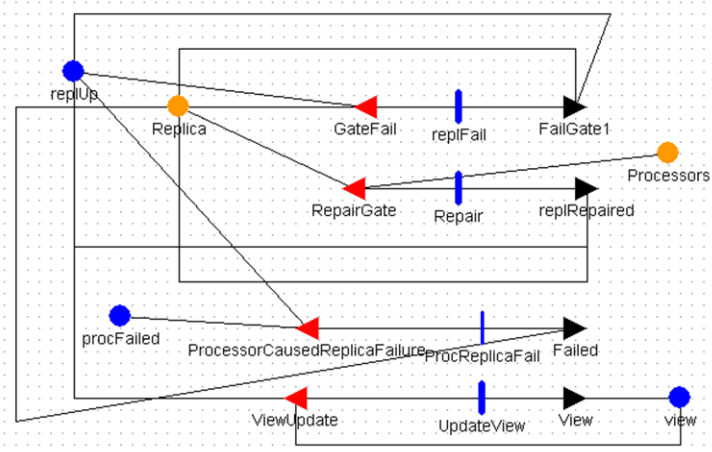 replUp
Replica
GateFail
replFail
FailGate1
Processors
RepairGate
Repair
replRepaired
procFailed
ProcessorCausedReplicaFailure
ProcReplicaFail
Failed
ViewUpdate
UpdateView
View
view